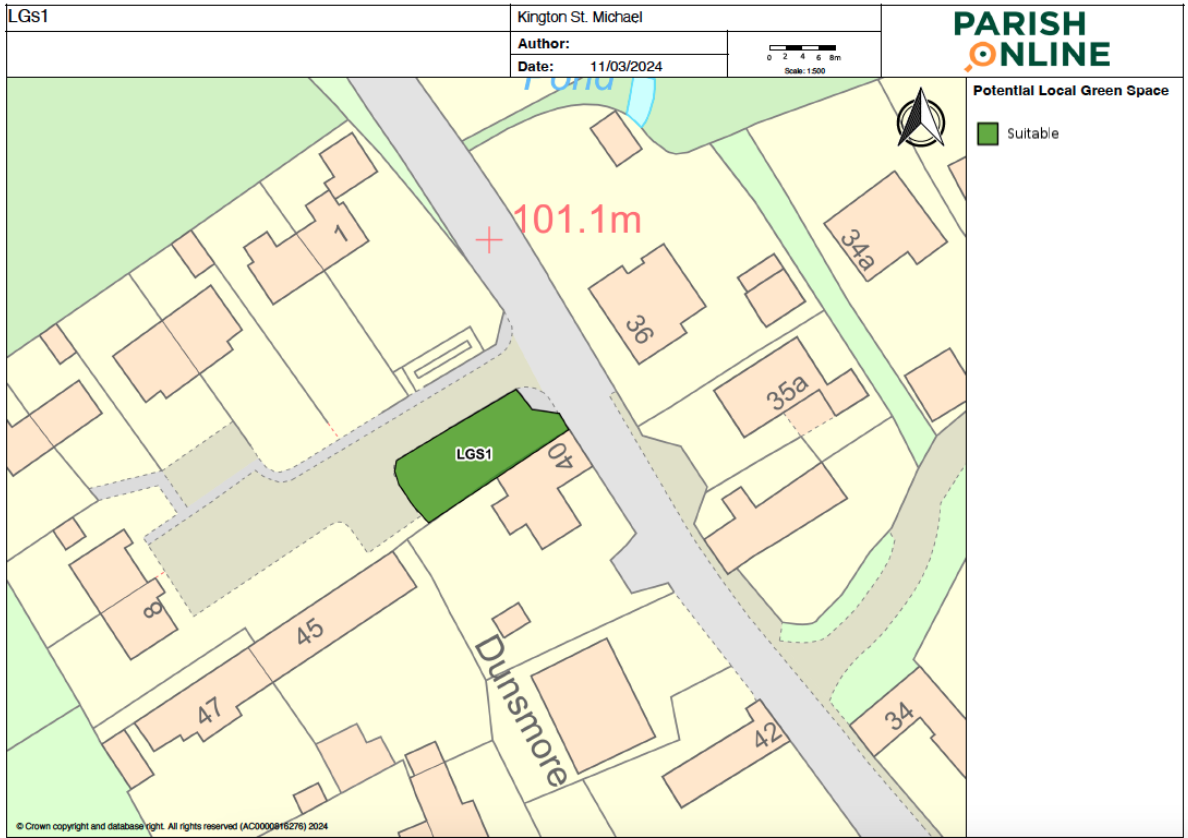 LGs1
Kington St. Michael
Author:
Date: 11/03/2024
0 2 4 6 8m
Scale: 1:500
PARISH
ONLINE
Potential Local Green Space
Suitable
Pond
101.1m
1
34a
36
35a
LGS1
40
8
45
47
Dunsmore
42
34
© Crown copyright and database right. All rights reserved (AC0000816276) 2024